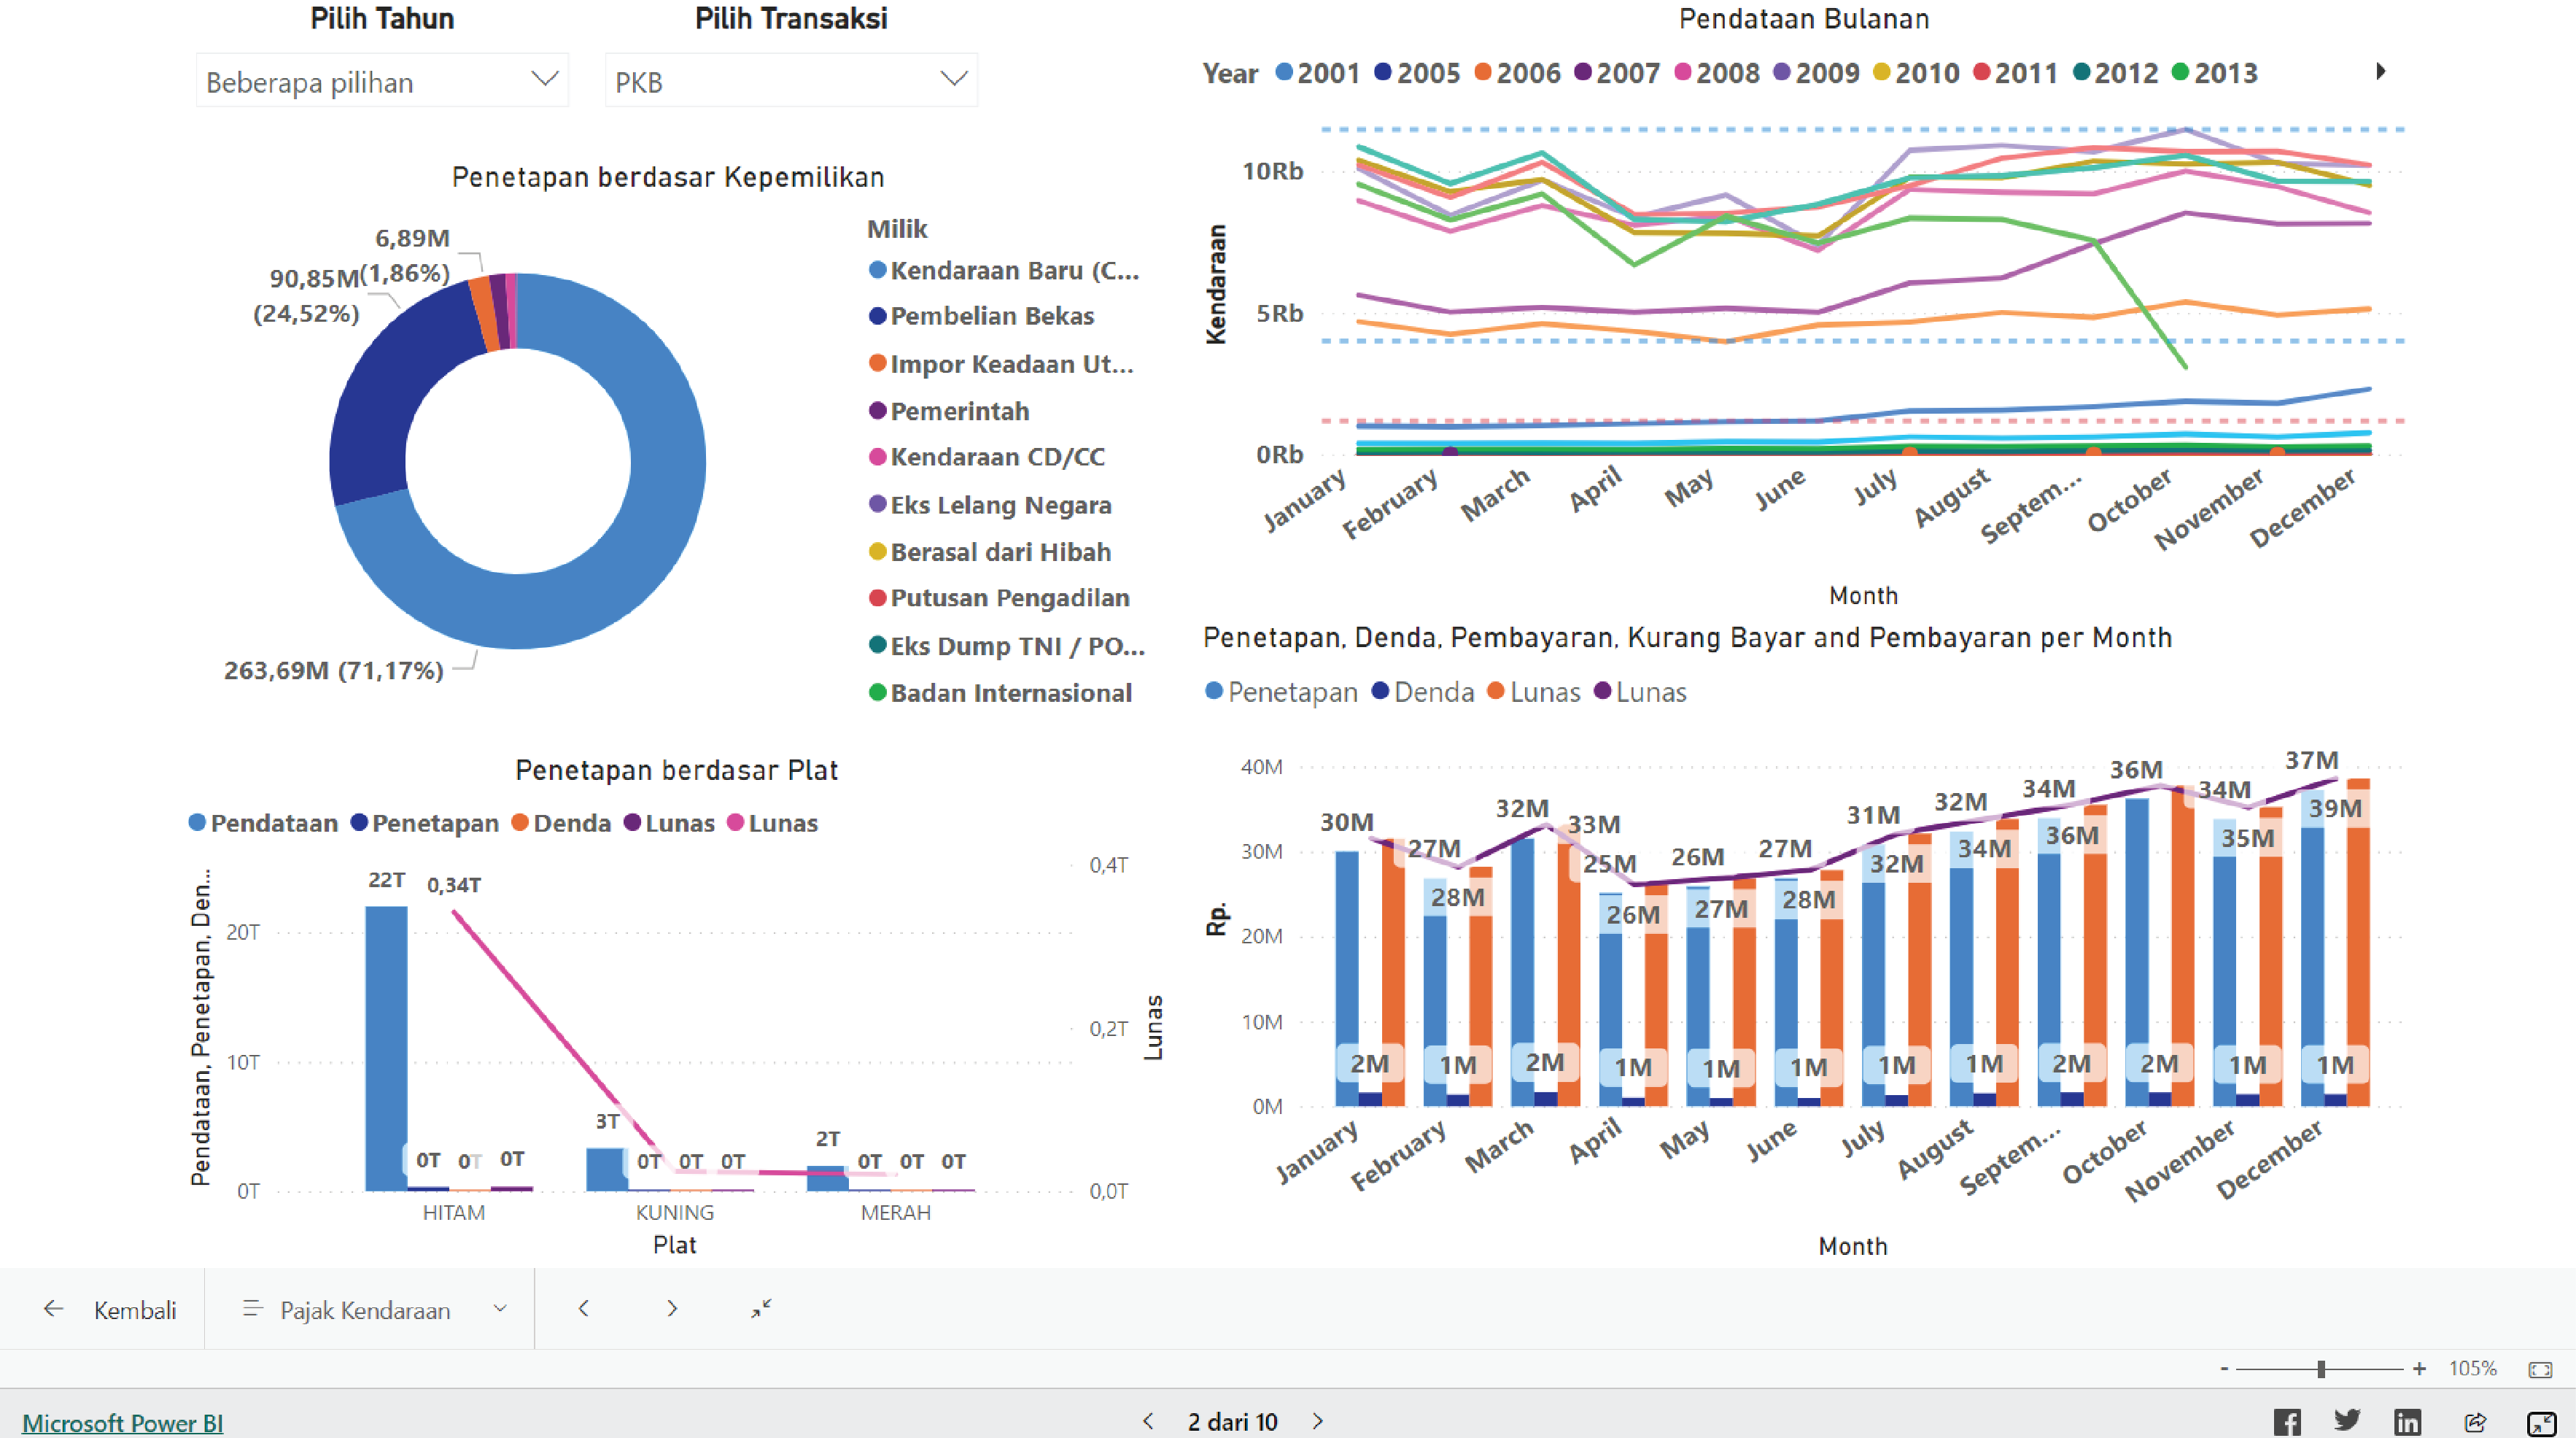 Pilih Tahun
Beberapa pilihan
Pilih Transaksi
PKB
Penetapan berdasar Kepemilikan
6,89M
(1,86%)
90,85M
(24,52%)
263,69M (71,17%)
Milik
Kendaraan Baru (C...
Pembelian Bekas
Impor Keadaan Ut...
Pemerintah
Kendaraan CD/CC
Eks Lelang Negara
Berasal dari Hibah
Putusan Pengadilan
Eks Dump TNI / PO...
Badan Internasional
Pendataan Bulanan
Year 2001 2005 2006 2007 2008 2009 2010 2011 2012 2013
Kendaraan
10Rb
5Rb
0Rb
January February March April May June July August Septem... October November December
Month
Penetapan berdasar Plat
Pendataan Penetapan Denda Lunas Lunas
Pendataan, Penetapan, Den...
20T
10T
0T
22T 0,34T
0T 0T 0T
3T
0T 0T 0T
2T
0T 0T 0T
0,4T
0,2T
0,0T
Lunas
HITAM KUNING MERAH
Plat
Penetapan, Denda, Pembayaran, Kurang Bayar and Pembayaran per Month
Penetapan Denda Lunas Lunas
Rp.
40M
30M
20M
10M
0M
30M 27M 32M 25M 26M 27M 31M 32M 34M 36M 34M 37M
28M 33M 26M 27M 28M 32M 34M 36M 35M 39M
2M 1M 2M 1M 1M 1M 1M 1M 2M 2M 1M 1M
January February March April May June July August Septem... October November December
Month
Kembali
Pajak Kendaraan
- + 105%
Microsoft Power BI
2 dari 10